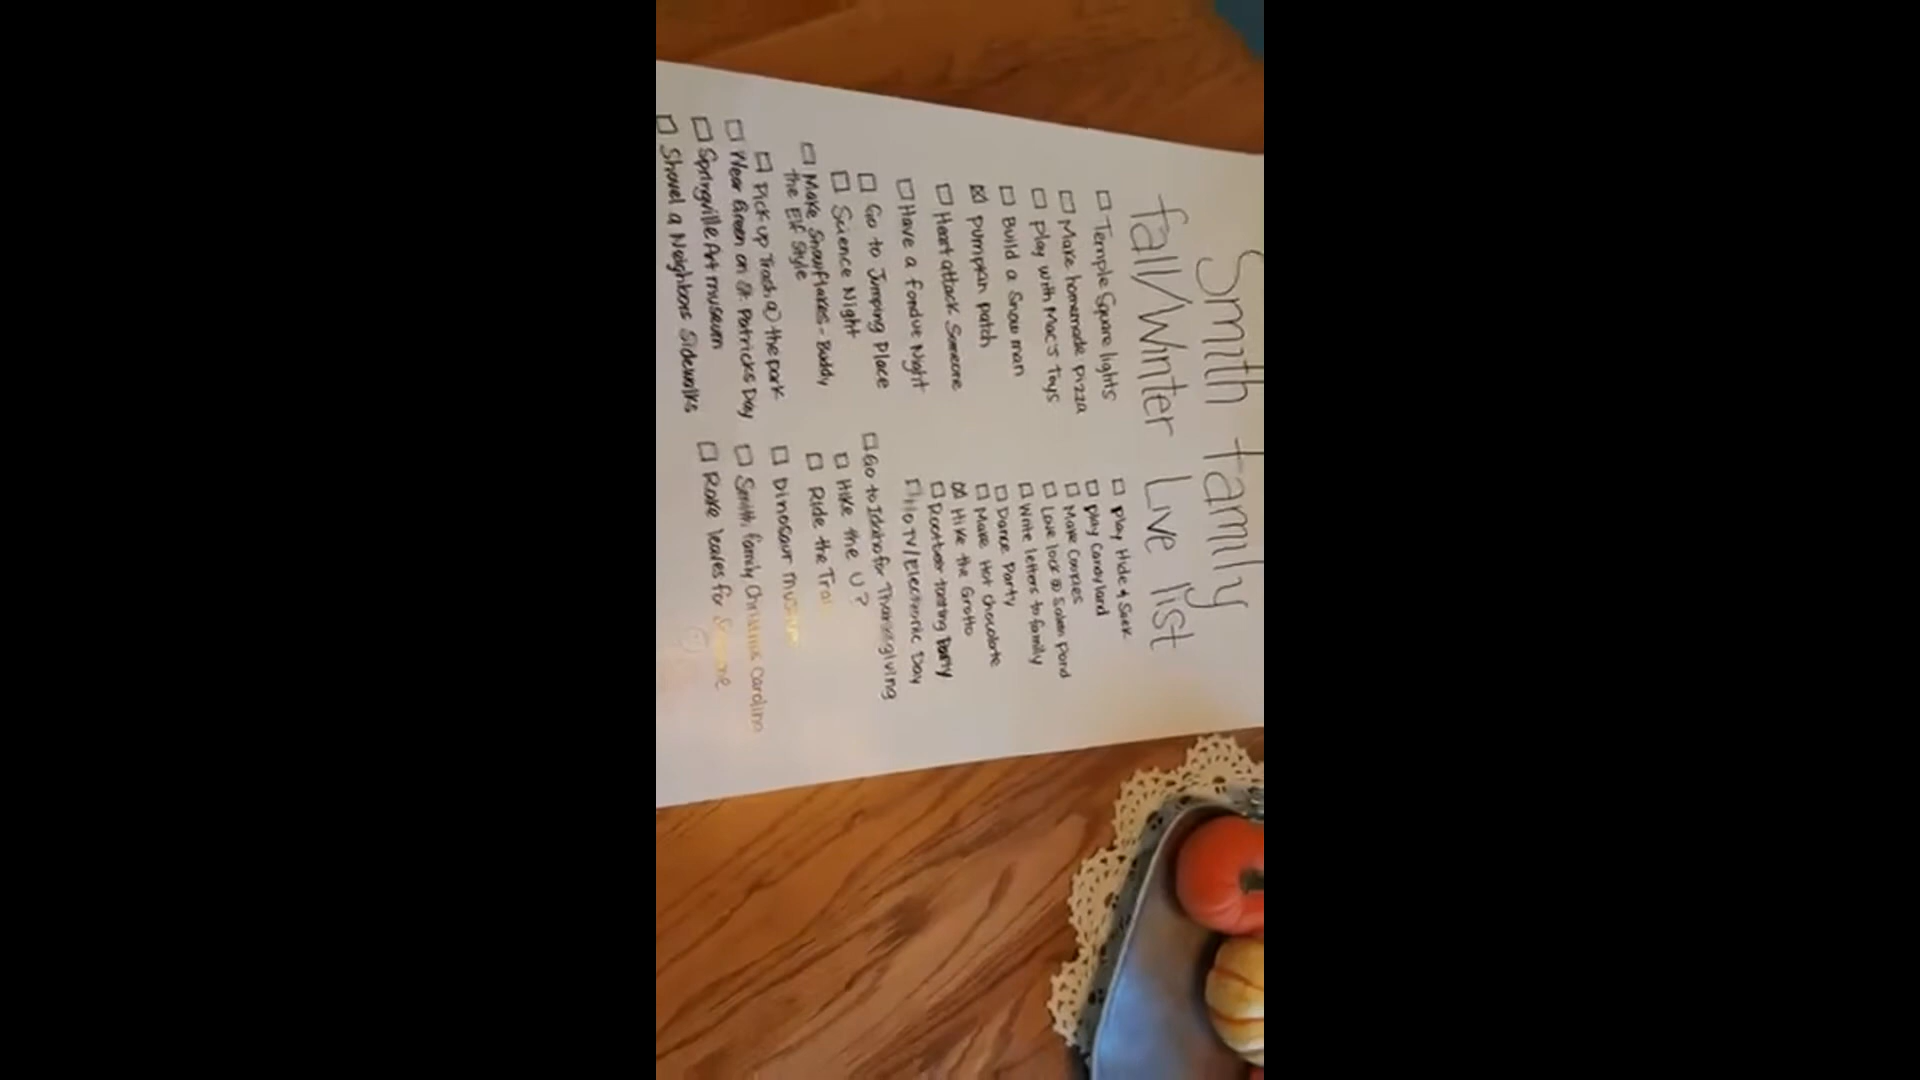 Smith family
fall/Winter Live list
Temple Square lights
Make homemade pizza
Play with Mac's Toys
Build a Snow man
Pumpkin patch
Heart attack Someone
Have a fondue Night
Go to Jumping Place
Science Night
Make Snowflakes - Buddy
the Elf Style
Pick up Trash @ the park
Wear Green on St. Patricks Day
Springville Art museum
Shovel a Neighbors Sidewalks
Play Hide & Seek
Play Candyland
Make Cookies
Love lock @ Salem Pond
Write letters to family
Dance Party
Make Hot Chocolate
Hike the Grotto
Rootbeer tasting Party
No TV/Electronic Day
Go to Idaho for Thanksgiving
Hike the U?
Ride the
Dinosaur museum
Smith family Christmas Caroling
Rake leaves for Someone